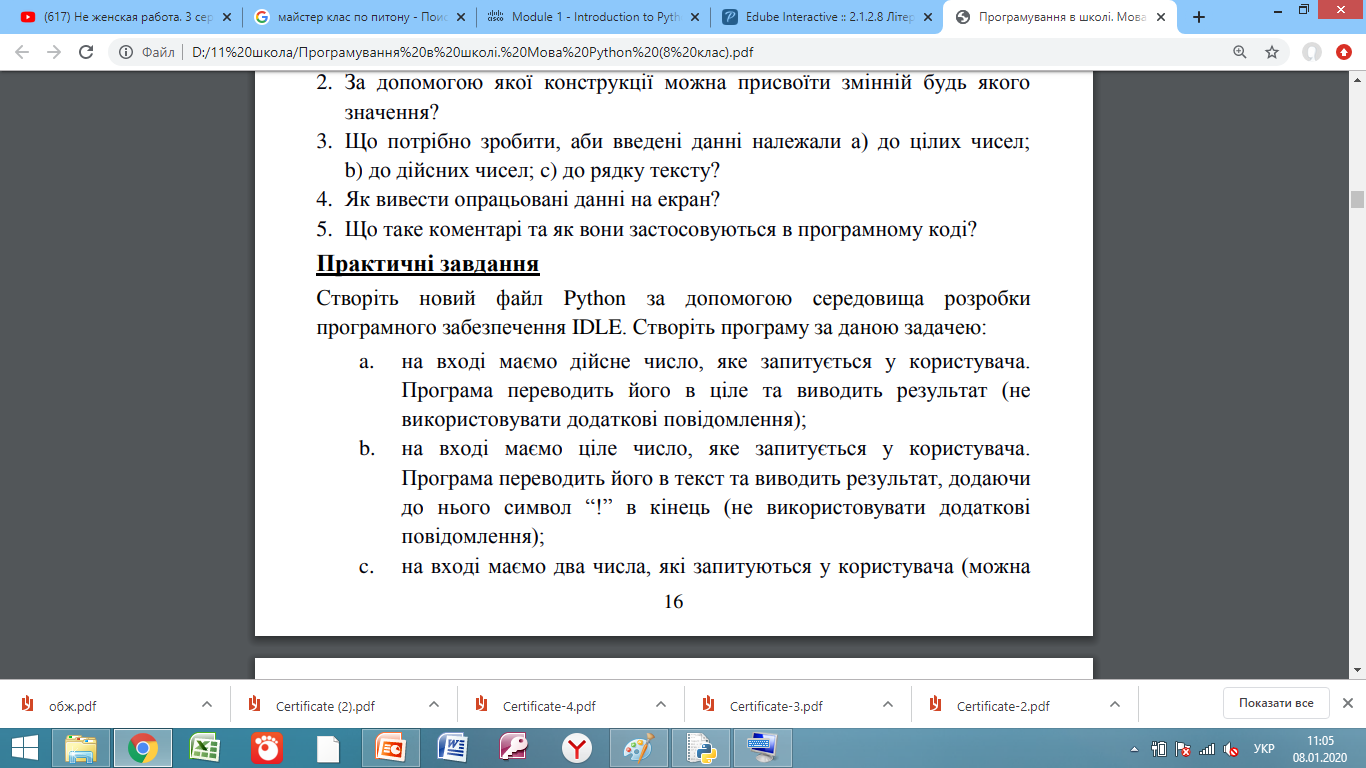 (617) Не женская работа. 3 сер
майстер клас по питону - Пои
Module 1 - Introduction to Pyth
Edube Interactive :: 2.1.2.8 Літер
Програмування в школі. Мова
Файл | D:/11%20школа/Програмування%20в%20школі.%20Мова%20Python%20(8%20клас).pdf
2. За допомогою якої конструкції можна присвоїти змінній будь якого
значення?
3. Що потрібно зробити, аби введені данні належали a) до цілих чисел;
b) до дійсних чисел; c) до рядку тексту?
4. Як вивести опрацьовані данні на екран?
5. Що таке коментарі та як вони застосовуються в програмному коді?
Практичні завдання
Створіть новий файл Python за допомогою середовища розробки
програмного забезпечення IDLE. Створіть програму за даною задачею:
a. на вході маємо дійсне число, яке запитується у користувача.
Програма переводить його в ціле та виводить результат (не
використовувати додаткові повідомлення);
b. на вході маємо ціле число, яке запитується у користувача.
Програма переводить його в текст та виводить результат, додаючи
до нього символ “!” в кінець (не використовувати додаткові
повідомлення);
c. на вході маємо два числа, які запитуються у користувача (можна
16
обж.pdf
Certificate (2).pdf
Certificate-4.pdf
Certificate-3.pdf
Certificate-2.pdf
Показати все
УКР
11:05
08.01.2020